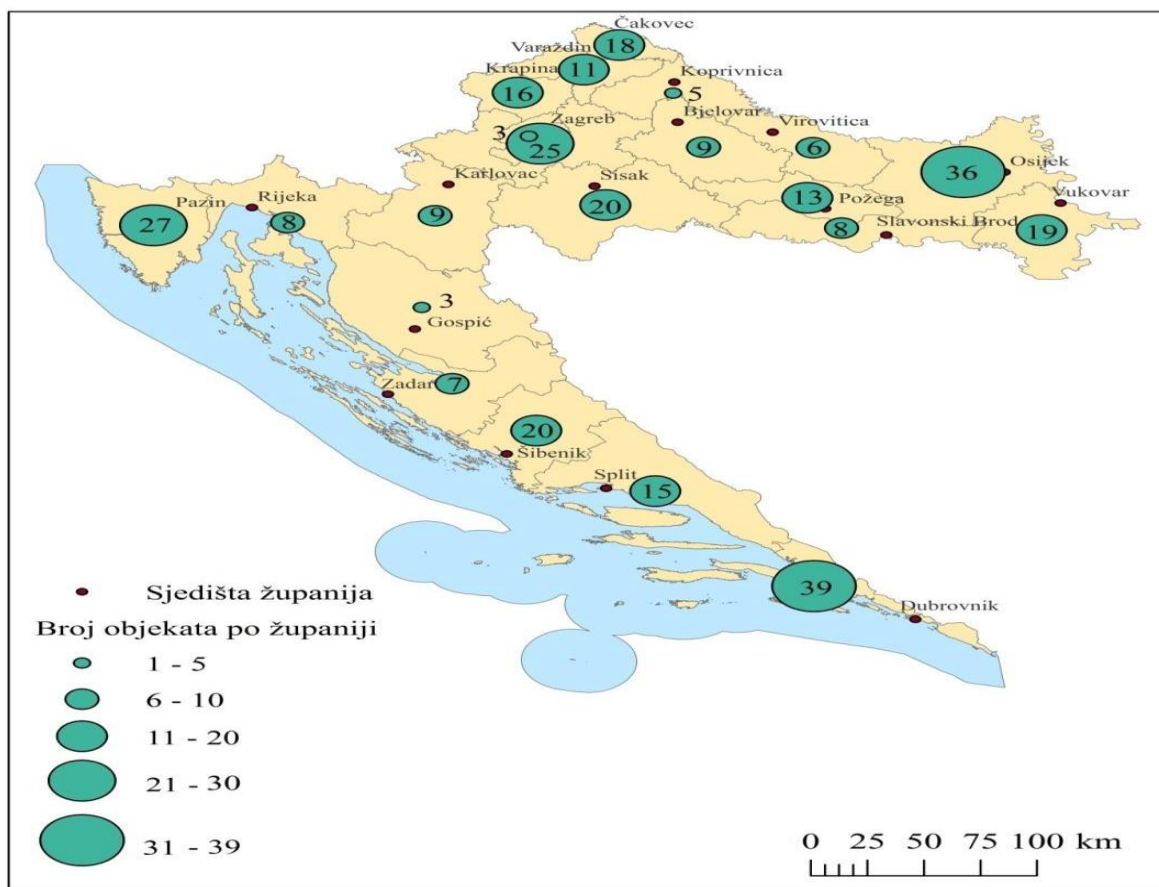 Čakovec
18
Varaždin
11
Krapina
16
Koprivnica
5
Zagreb
3
25
Bjelovar
9
Virovitica
6
36
Osijek
Karlovac
9
Sisak
20
13
Požega
8
Slavonski Brod
Vukovar
19
Pazin
27
Rijeka
8
3
Gospić
Zadar
7
20
Šibenik
Split
15
39
Dubrovnik
Sjedišta županija
Broj objekata po županiji
1 - 5
6 - 10
11 - 20
21 - 30
31 - 39
0 25 50 75 100 km